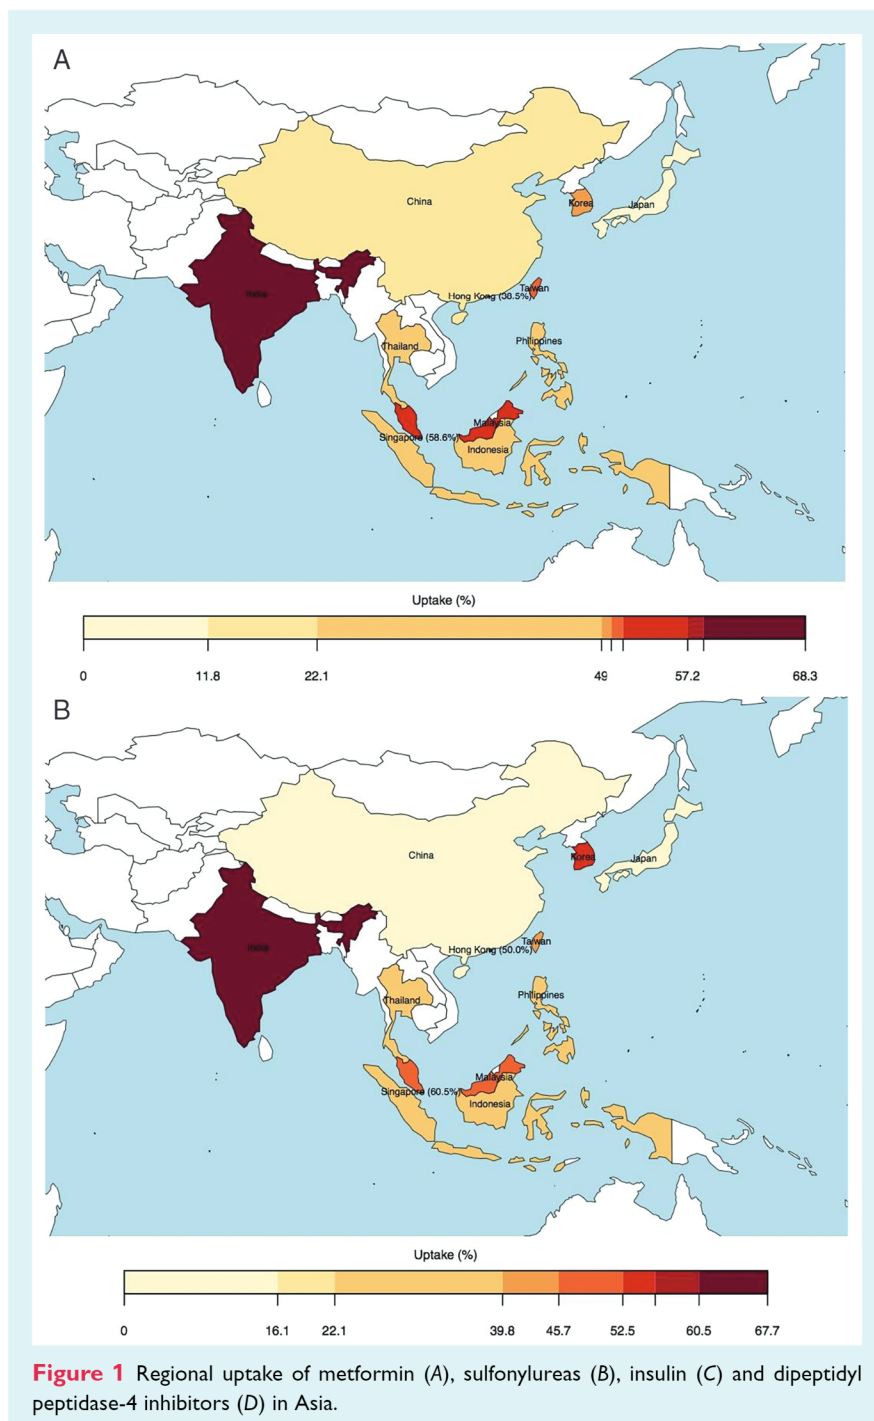 A
China
Korea
Japan
India
Taiwan
Hong Kong (38.5%)
Thailand
Philippines
Malaysia
Singapore (58.6%)
Indonesia
Uptake (%)
0 11.8 22.1 49 57.2 68.3
B
China
Korea
Japan
India
Taiwan
Hong Kong (50.0%)
Thailand
Philippines
Malaysia
Singapore (60.5%)
Indonesia
Uptake (%)
0 16.1 22.1 39.8 45.7 52.5 60.5 67.7
Figure 1 Regional uptake of metformin (A), sulfonylureas (B), insulin (C) and dipeptidyl
peptidase-4 inhibitors (D) in Asia.